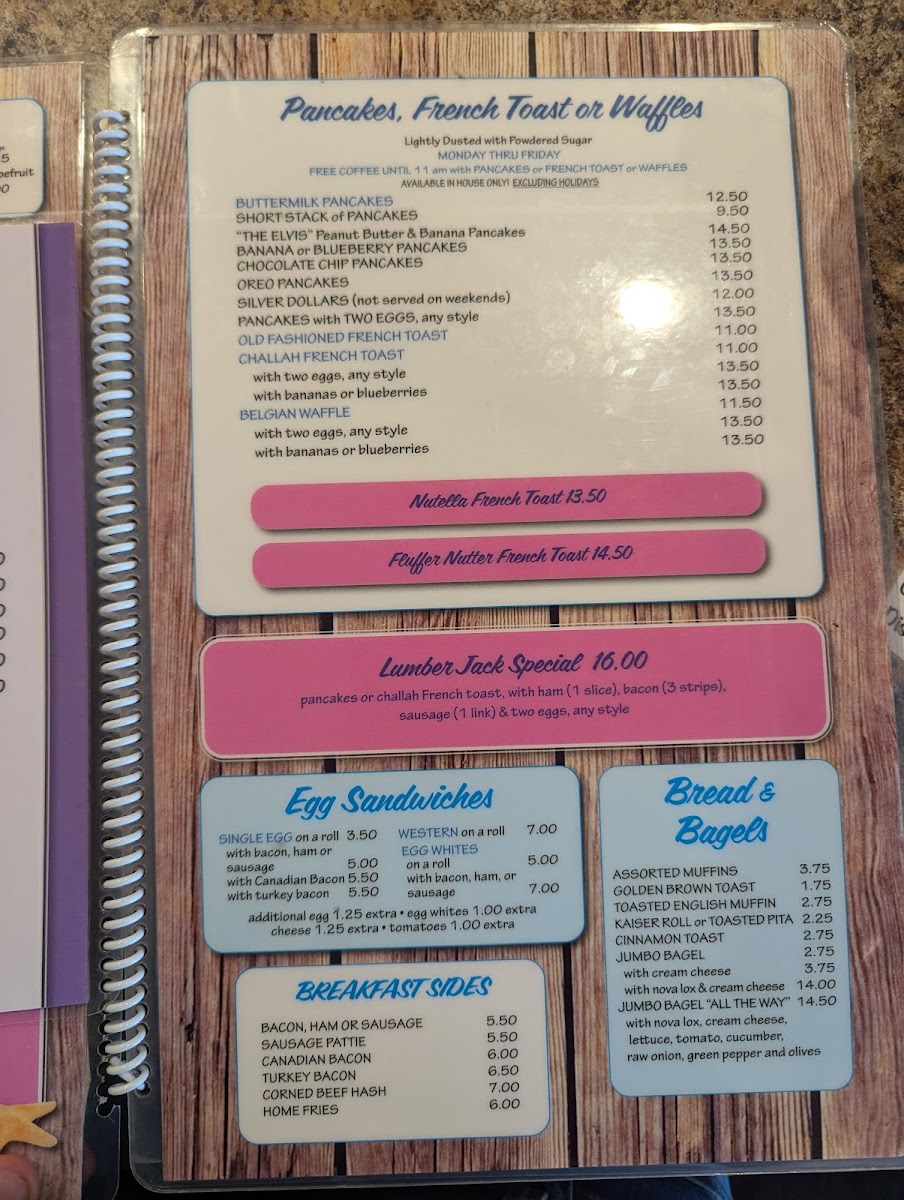 5
pefruit
Pancakes, French Toast or Waffles
Lightly Dusted with Powdered Sugar
MONDAY THRU FRIDAY
FREE COFFEE UNTIL 11 am with PANCAKES or FRENCH TOAST or WAFFLES
AVAILABLE IN HOUSE ONLY! EXCLUDING HOLIDAYS
BUTTERMILK PANCAKES 12.50
SHORT STACK of PANCAKES 9.50
"THE ELVIS" Peanut Butter & Banana Pancakes 14.50
BANANA or BLUEBERRY PANCAKES 13.50
CHOCOLATE CHIP PANCAKES 13.50
OREO PANCAKES 13.50
SILVER DOLLARS (not served on weekends) 12.00
PANCAKES with TWO EGGS, any style 13.50
OLD FASHIONED FRENCH TOAST 11.00
CHALLAH FRENCH TOAST 11.00
with two eggs, any style 13.50
with bananas or blueberries 13.50
BELGIAN WAFFLE 11.50
with two eggs, any style 13.50
with bananas or blueberries 13.50
Nutella French Toast 13.50
Fluffer Nutter French Toast 14.50
Lumber Jack Special 16.00
pancakes or challah French toast, with ham (1 slice), bacon (3 strips),
sausage (1 link) & two eggs, any style
Egg Sandwiches
SINGLE EGG on a roll 3.50
with bacon, ham or
sausage 5.00
with Canadian Bacon 5.50
with turkey bacon 5.50
WESTERN on a roll 7.00
EGG WHITES
on a roll 5.00
with bacon, ham, or
sausage 7.00
additional egg 1.25 extra • egg whites 1.00 extra
cheese 1.25 extra • tomatoes 1.00 extra
BREAKFAST SIDES
BACON, HAM OR SAUSAGE 5.50
SAUSAGE PATTIE 5.50
CANADIAN BACON 6.00
TURKEY BACON 6.50
CORNED BEEF HASH 7.00
HOME FRIES 6.00
Bread &
Bagels
ASSORTED MUFFINS 3.75
GOLDEN BROWN TOAST 1.75
TOASTED ENGLISH MUFFIN 2.75
KAISER ROLL or TOASTED PITA 2.25
CINNAMON TOAST 2.75
JUMBO BAGEL 2.75
with cream cheese 3.75
with nova lox & cream cheese 14.00
JUMBO BAGEL "ALL THE WAY" 14.50
with nova lox, cream cheese,
lettuce, tomato, cucumber,
raw onion, green pepper and olives